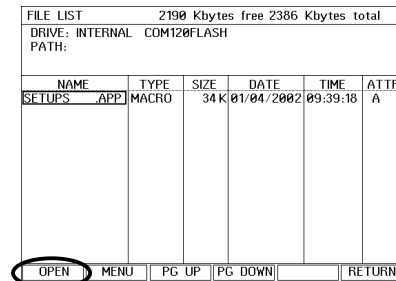 FILE LIST 2190 Kbytes free 2386 Kbytes total
DRIVE: INTERNAL COM120FLASH
PATH:
NAME TYPE SIZE DATE TIME ATTR
SETUPS .APP MACRO 34 K 01/04/2002 09:39:18 A
OPEN MENU PG UP PG DOWN RETURN